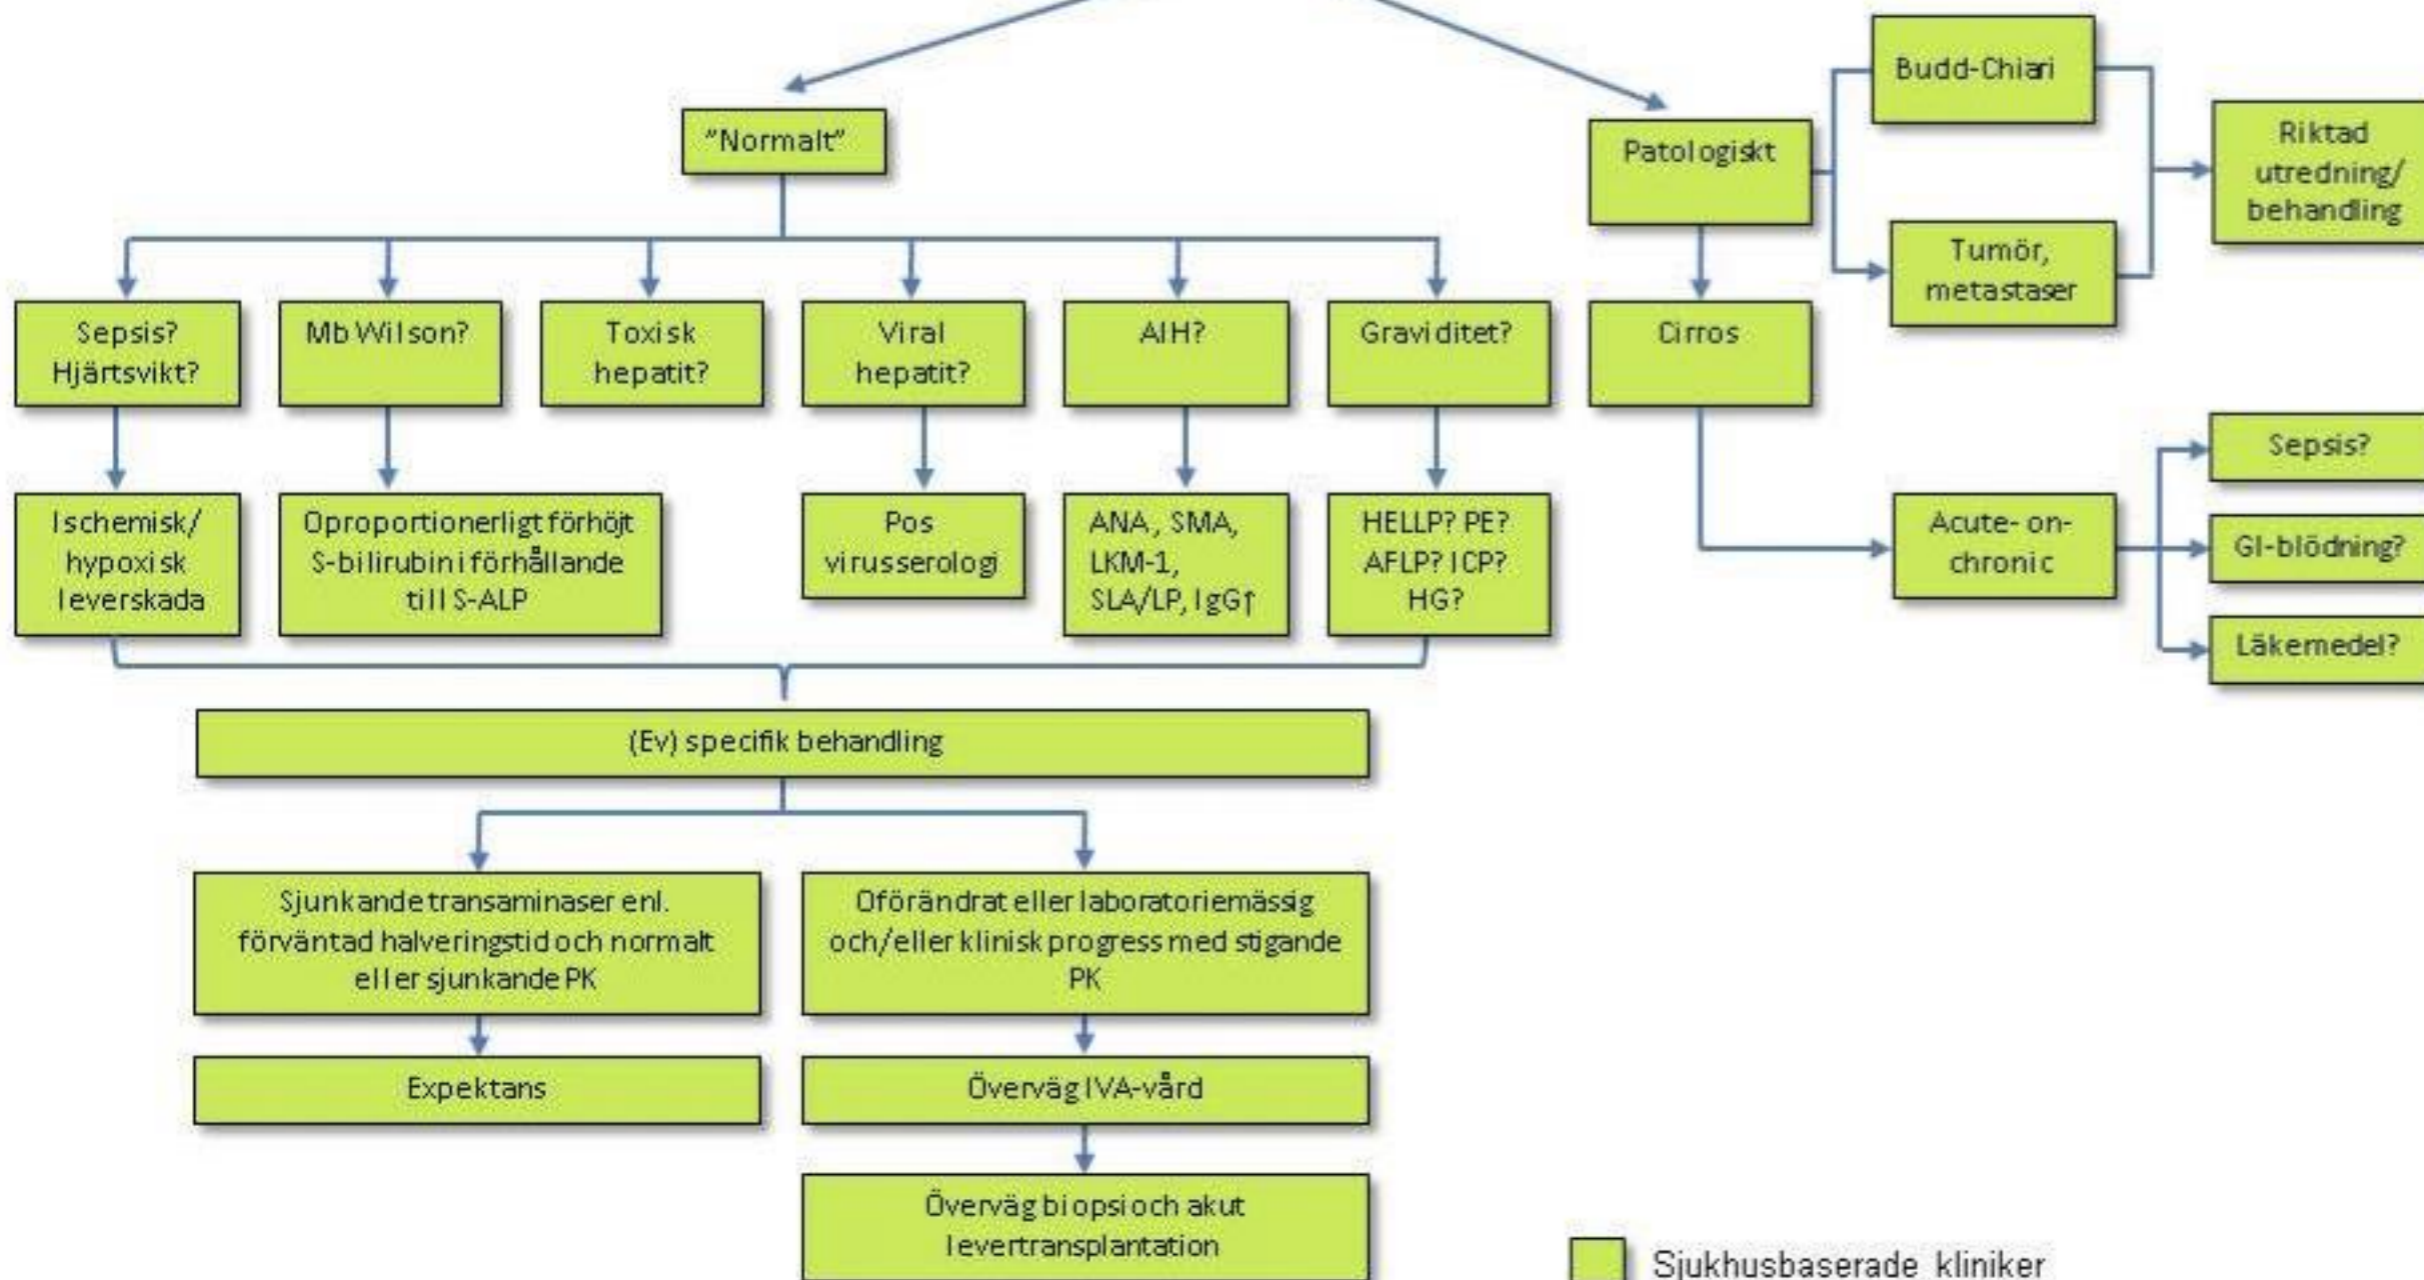 "Normalt"
Patologiskt
Budd-Chiari
Tumör,
metastaser
Riktad
utredning/
behandling
Sepsis?
Hjärtsvikt?
Mb Wilson?
Toxisk
hepatit?
Viral
hepatit?
AIH?
Graviditet?
Cirros
Ischemisk/
hypoxisk
leverskada
Oproportionerligt förhöjt
S-bilirubin i förhållande
till S-ALP
Pos
virusserologi
ANA, SMA,
LKM-1,
SLA/LP, IgG↑
HELLP? PE?
AFLP? ICP?
HG?
Acute-on-
chronic
Sepsis?
GI-blödning?
Läkemedel?
(Ev) specifik behandling
Sjunkande transaminaser enl.
förväntad halveringstid och normalt
eller sjunkande PK
Oförändrat eller laboratoriemässig
och/eller klinisk progress med stigande
PK
Expektans
Överväg IVA-vård
Överväg biopsi och akut
levertransplantation
Sjukhusbaserade kliniker